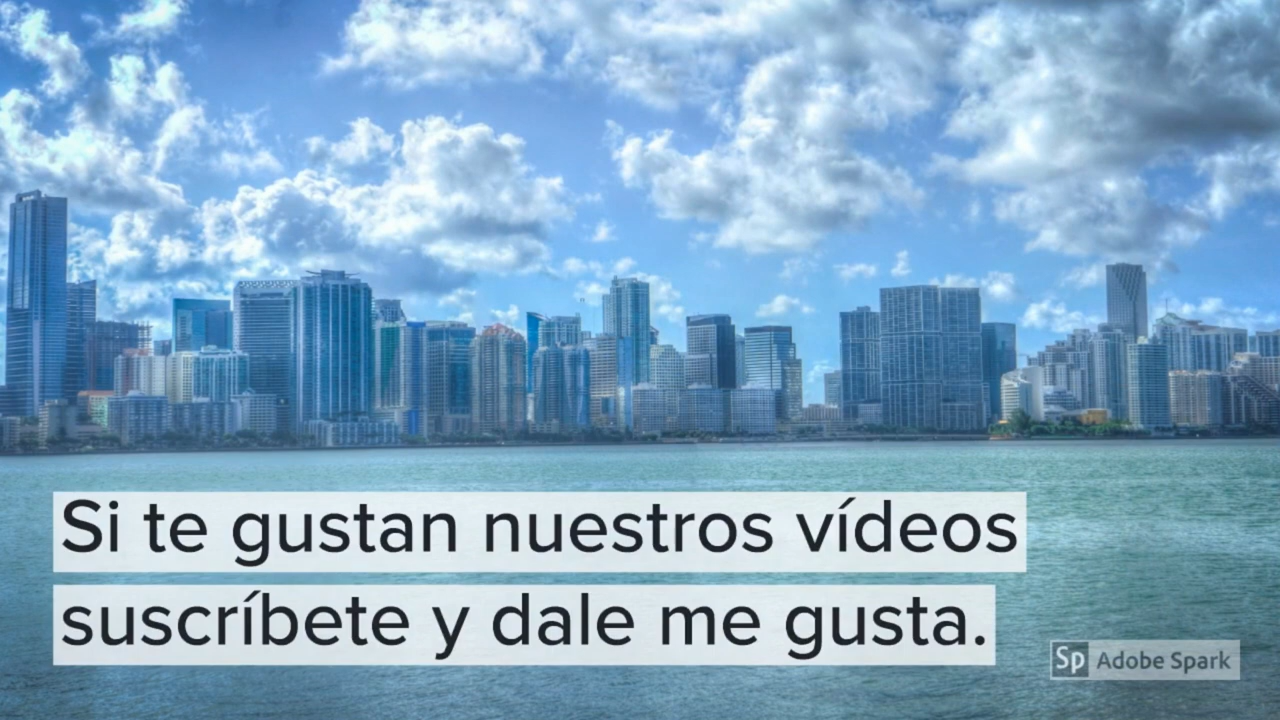 Si te gustan nuestros vídeos
suscríbete y dale me gusta.
Sp Adobe Spark